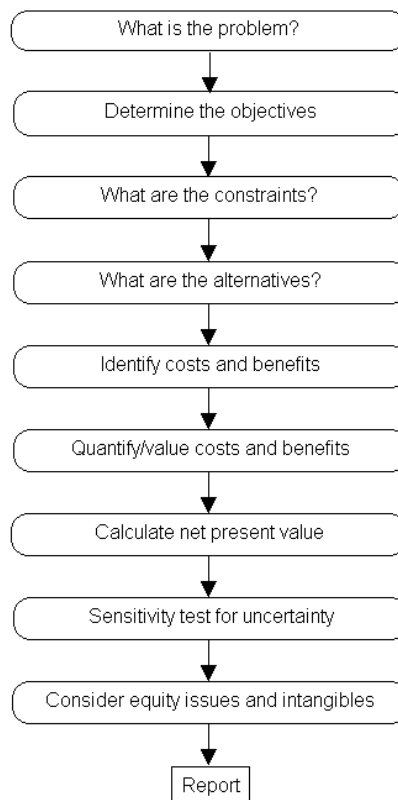 What is the problem?
Determine the objectives
What are the constraints?
What are the alternatives?
Identify costs and benefits
Quantify/value costs and benefits
Calculate net present value
Sensitivity test for uncertainty
Consider equity issues and intangibles
Report